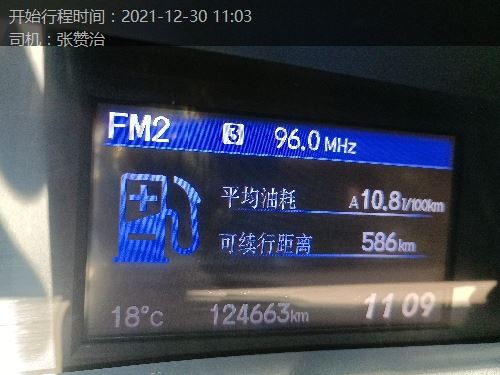 开始行程时间：2021-12-30 11:03
司机：张赞治
FM2 3 96.0 MHz
平均油耗 A 10.8 l/100km
可续行距离 586 km
18°c 124663km 11 09